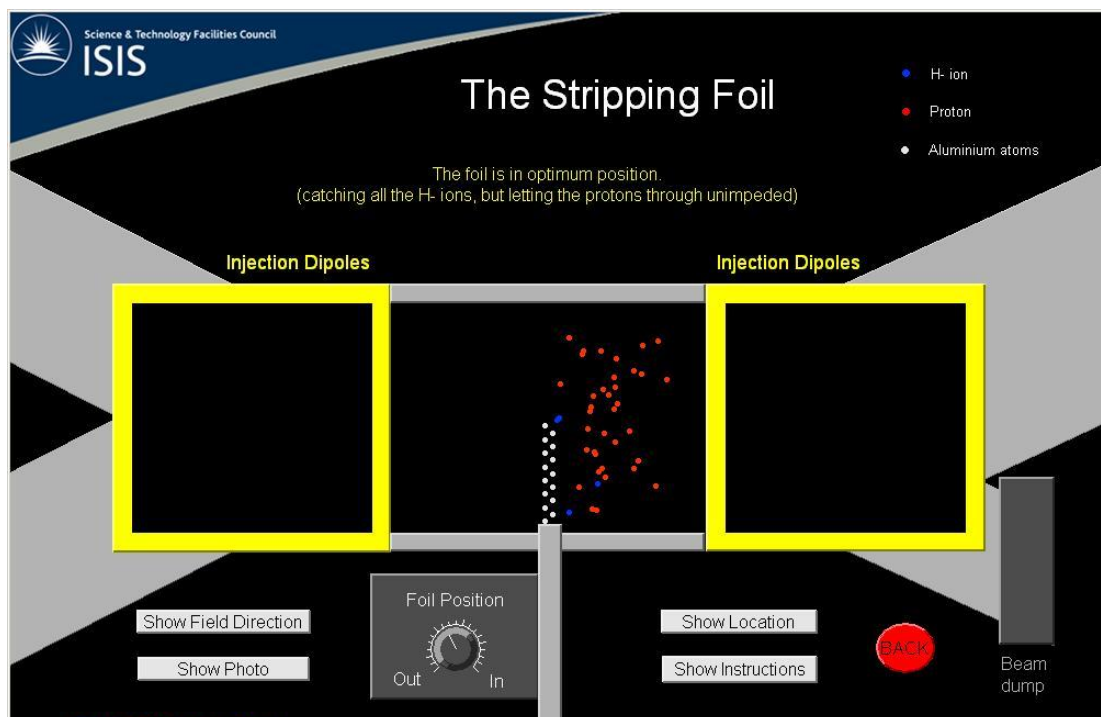 Science & Technology Facilities Council
ISIS
The Stripping Foil
H- ion
Proton
Aluminium atoms
The foil is in optimum position.
(catching all the H- ions, but letting the protons through unimpeded)
Injection Dipoles
Injection Dipoles
Foil Position
Out
In
Show Field Direction
Show Photo
Show Location
Show Instructions
BACK
Beam
dump